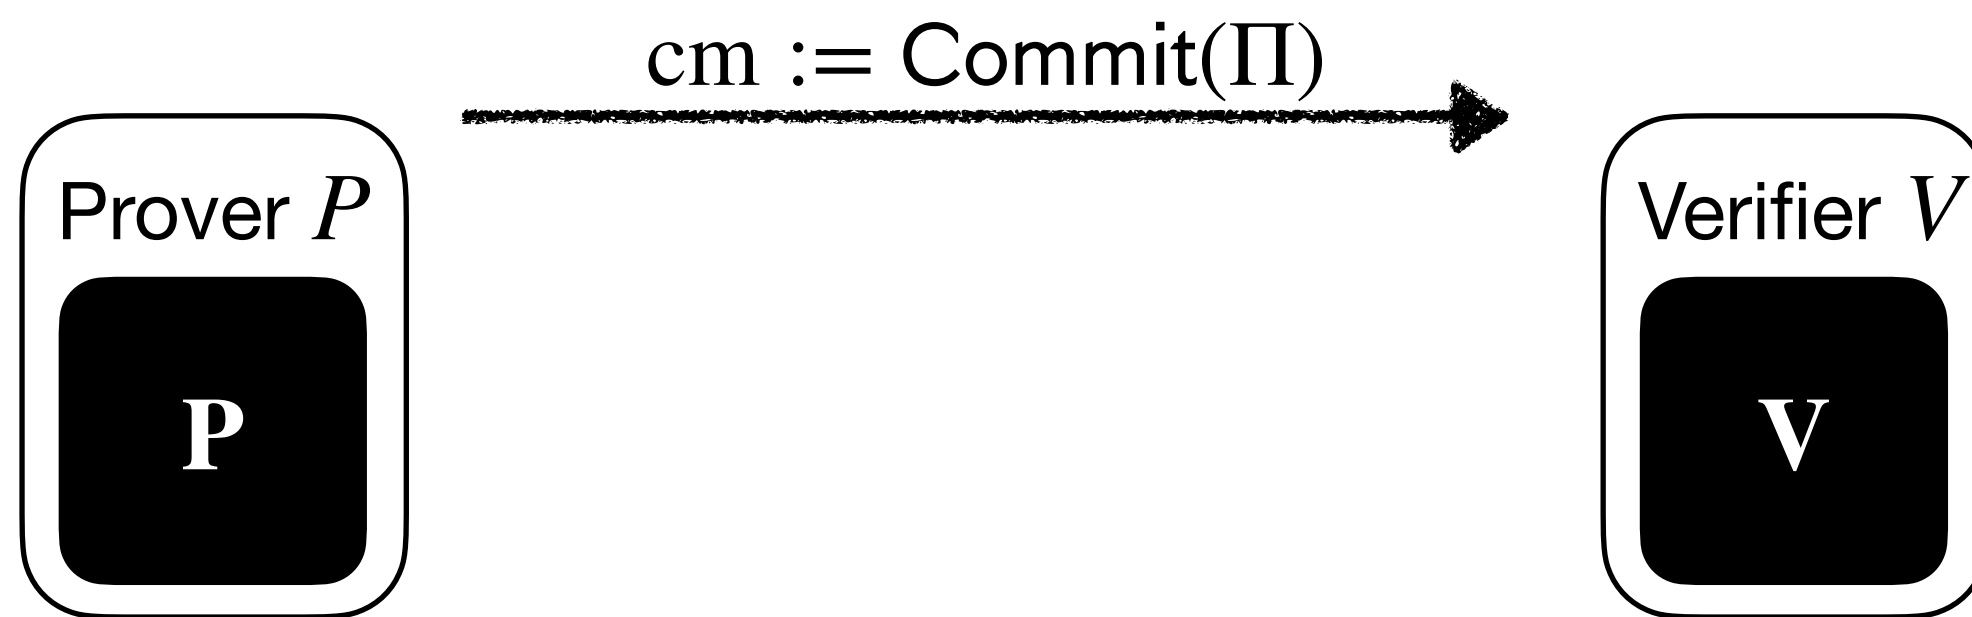 cm := Commit(Π)
Prover P
Verifier V
P
V